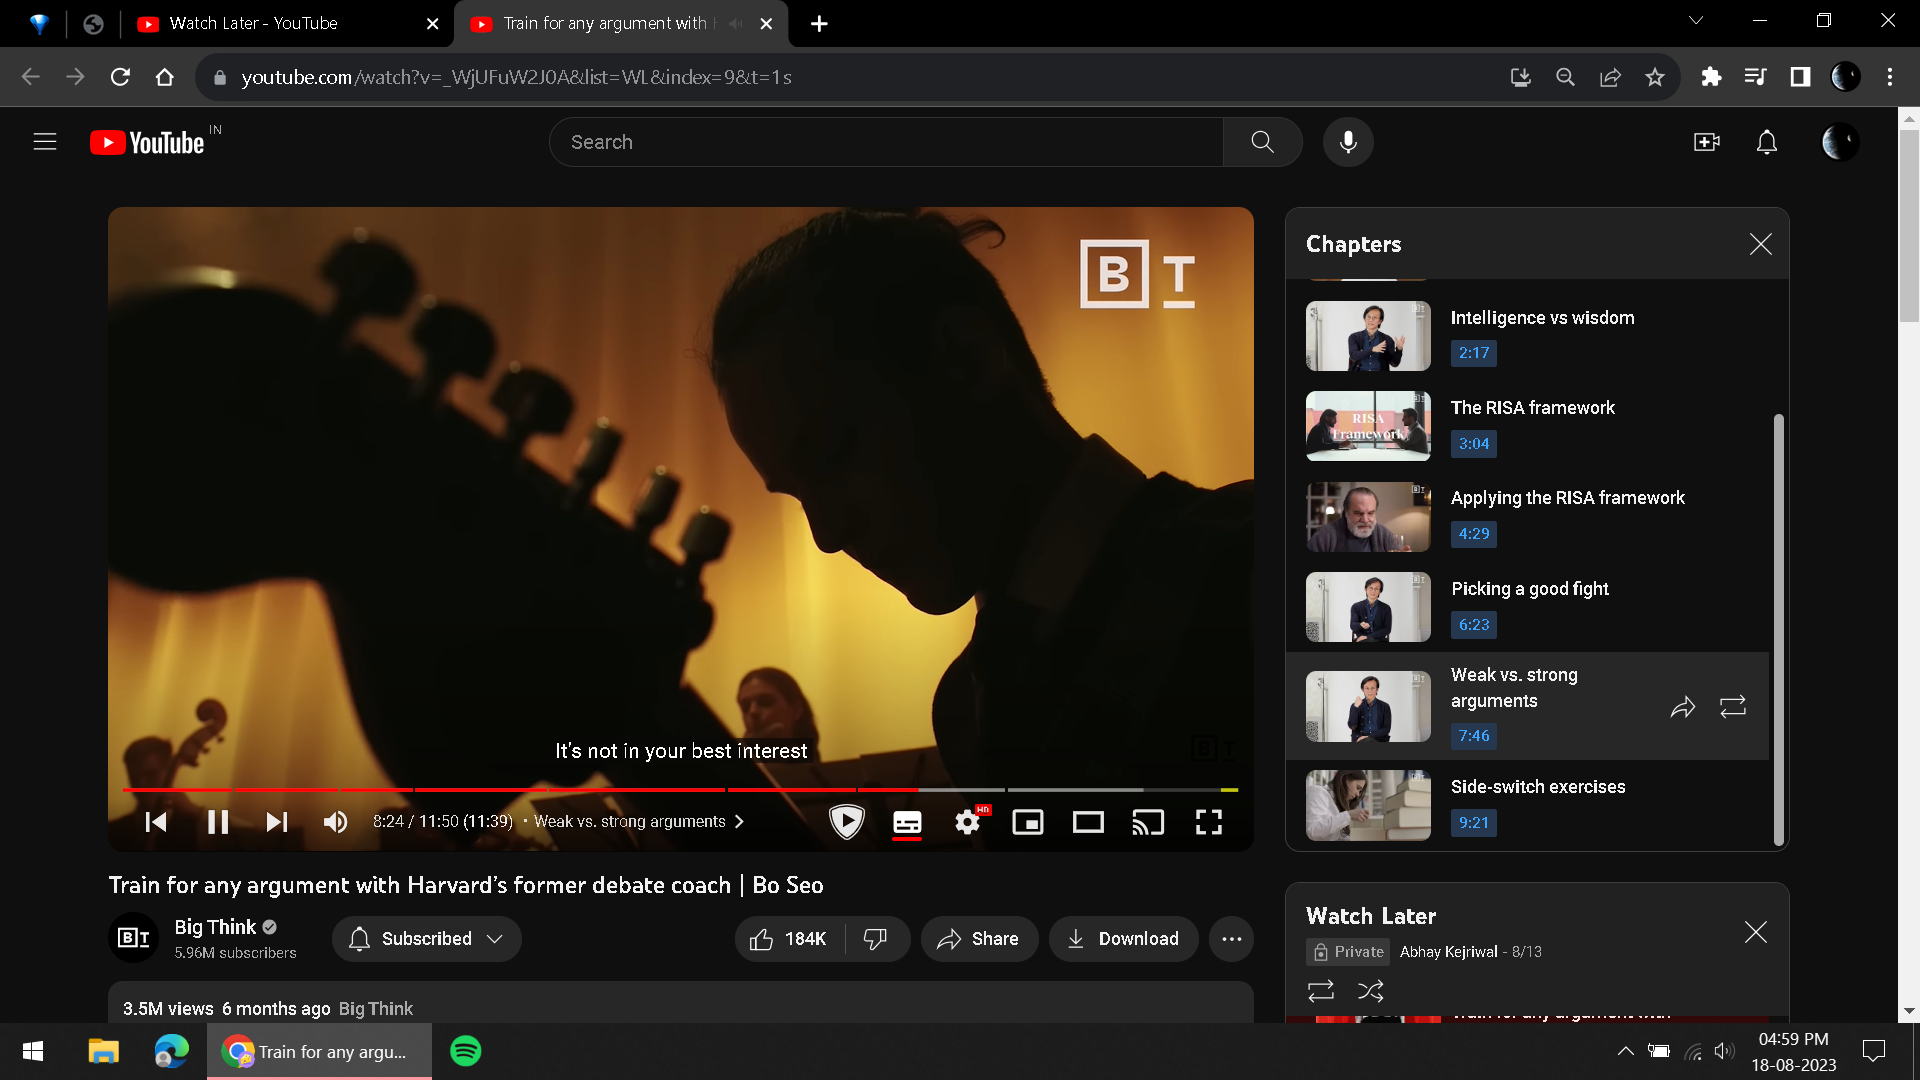 Watch Later - YouTube
Train for any argument with
youtube.com/watch?v=_WjUFuW2J0A&list=WL&index=9&t=1s
YouTube IN
Search
B T
It's not in your best interest
8:24 / 11:50 (11:39) • Weak vs. strong arguments
HD
Train for any argument with Harvard's former debate coach | Bo Seo
BIT
Big Think
5.96M subscribers
Subscribed
184K
Share
Download
3.5M views 6 months ago Big Think
Chapters
Intelligence vs wisdom
2:17
RISA
Framework
The RISA framework
3:04
Applying the RISA framework
4:29
Picking a good fight
6:23
Weak vs. strong
arguments
7:46
Side-switch exercises
9:21
Watch Later
Private Abhay Kejriwal - 8/13
Train for any argument with
Train for any argu...
04:59 PM
18-08-2023